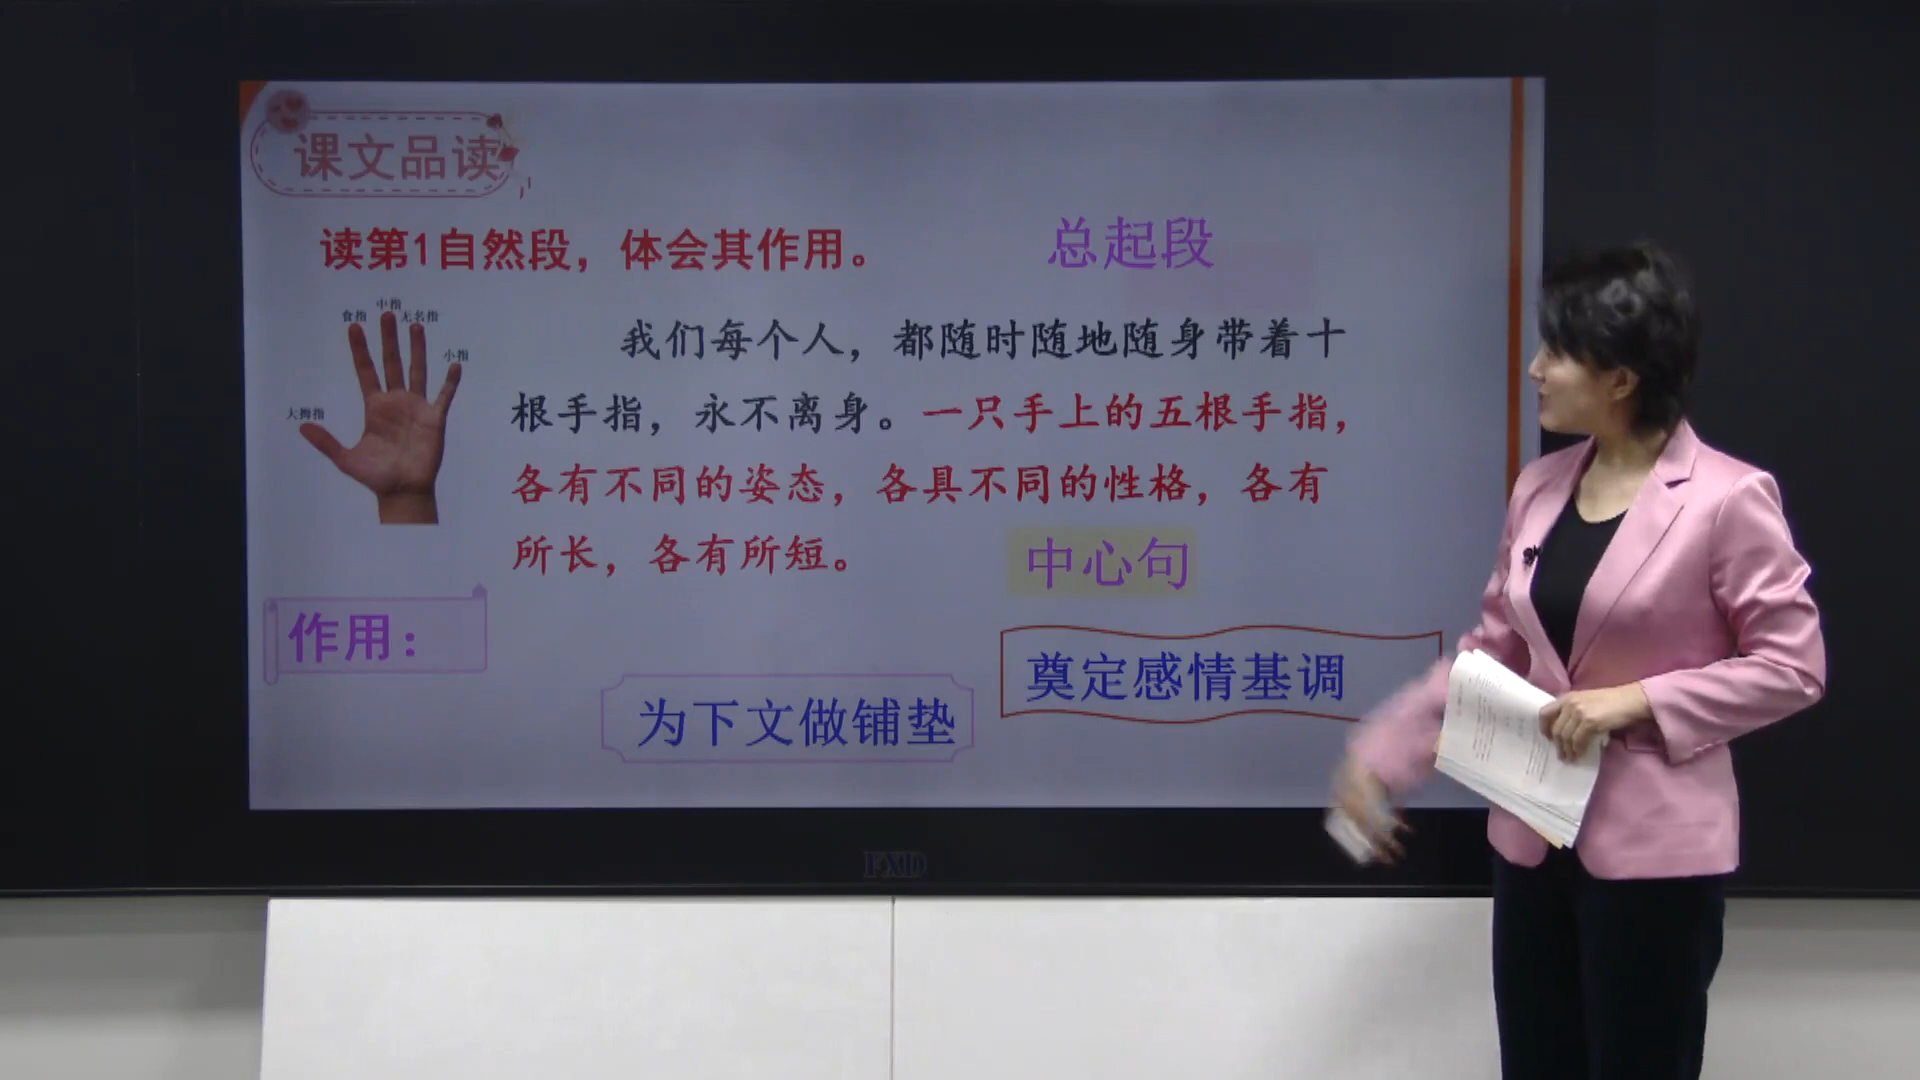 课文品读
读第1自然段，体会其作用。
总起段
中指
食指
无名指
小指
大拇指
我们每个人，都随时随地随身带着十
根手指，永不离身。一只手上的五根手指，
各有不同的姿态，各具不同的性格，各有
所长，各有所短。
中心句
作用：
奠定感情基调
为下文做铺垫